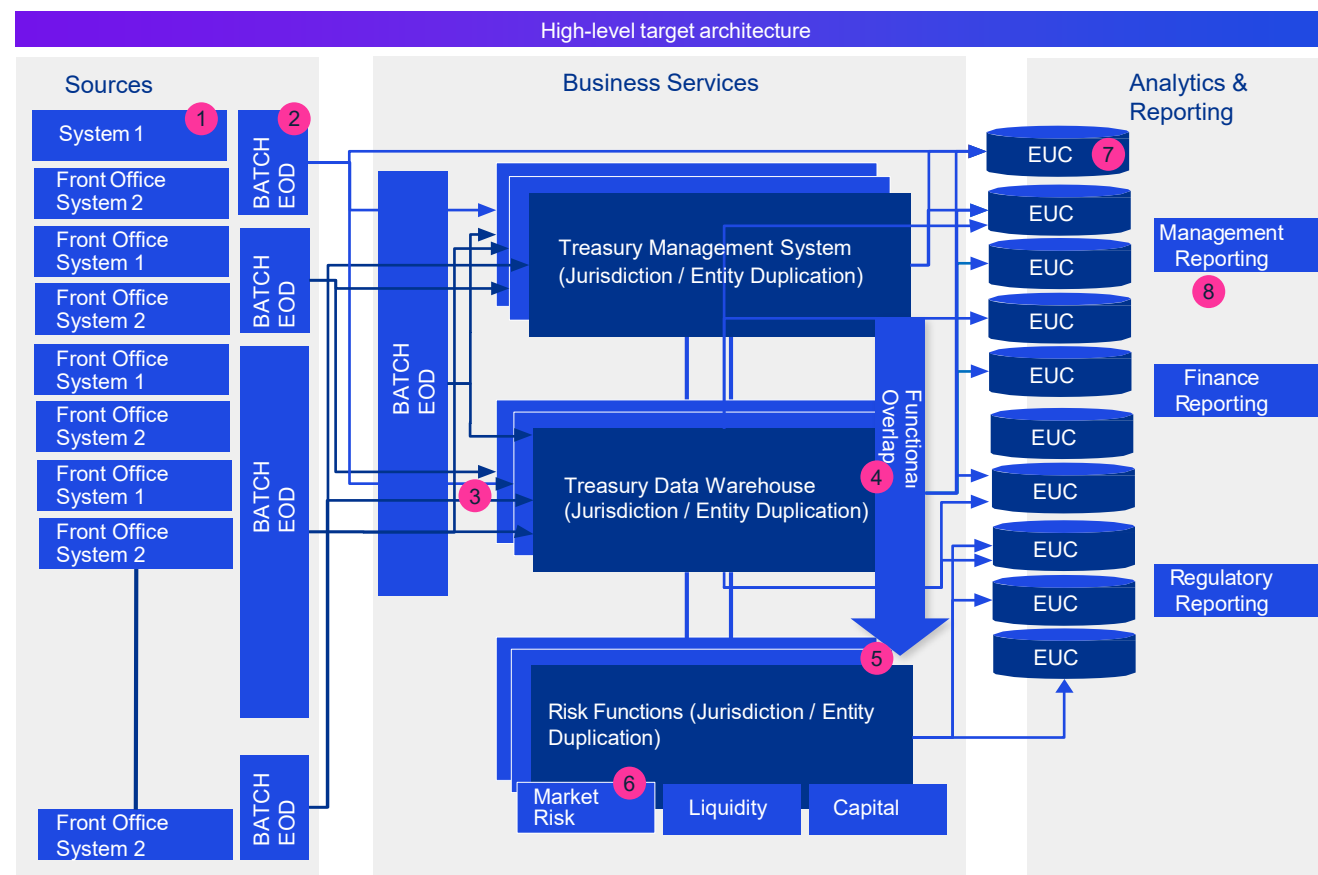 High-level target architecture
Sources
Business Services
Analytics &
Reporting
System 1
1
Front Office
System 2
Front Office
System 1
Front Office
System 2
Front Office
System 1
Front Office
System 2
Front Office
System 1
Front Office
System 2
Front Office
System 2
2
BATCH
EOD
BATCH
EOD
BATCH
EOD
BATCH
EOD
BATCH
EOD
3
Treasury Management System
(Jurisdiction / Entity Duplication)
Treasury Data Warehouse
(Jurisdiction / Entity Duplication)
Functional
Overlap
4
5
Risk Functions (Jurisdiction / Entity
Duplication)
6
Market
Risk
Liquidity
Capital
EUC
7
EUC
EUC
EUC
EUC
EUC
EUC
EUC
EUC
EUC
Management
Reporting
8
Finance
Reporting
Regulatory
Reporting